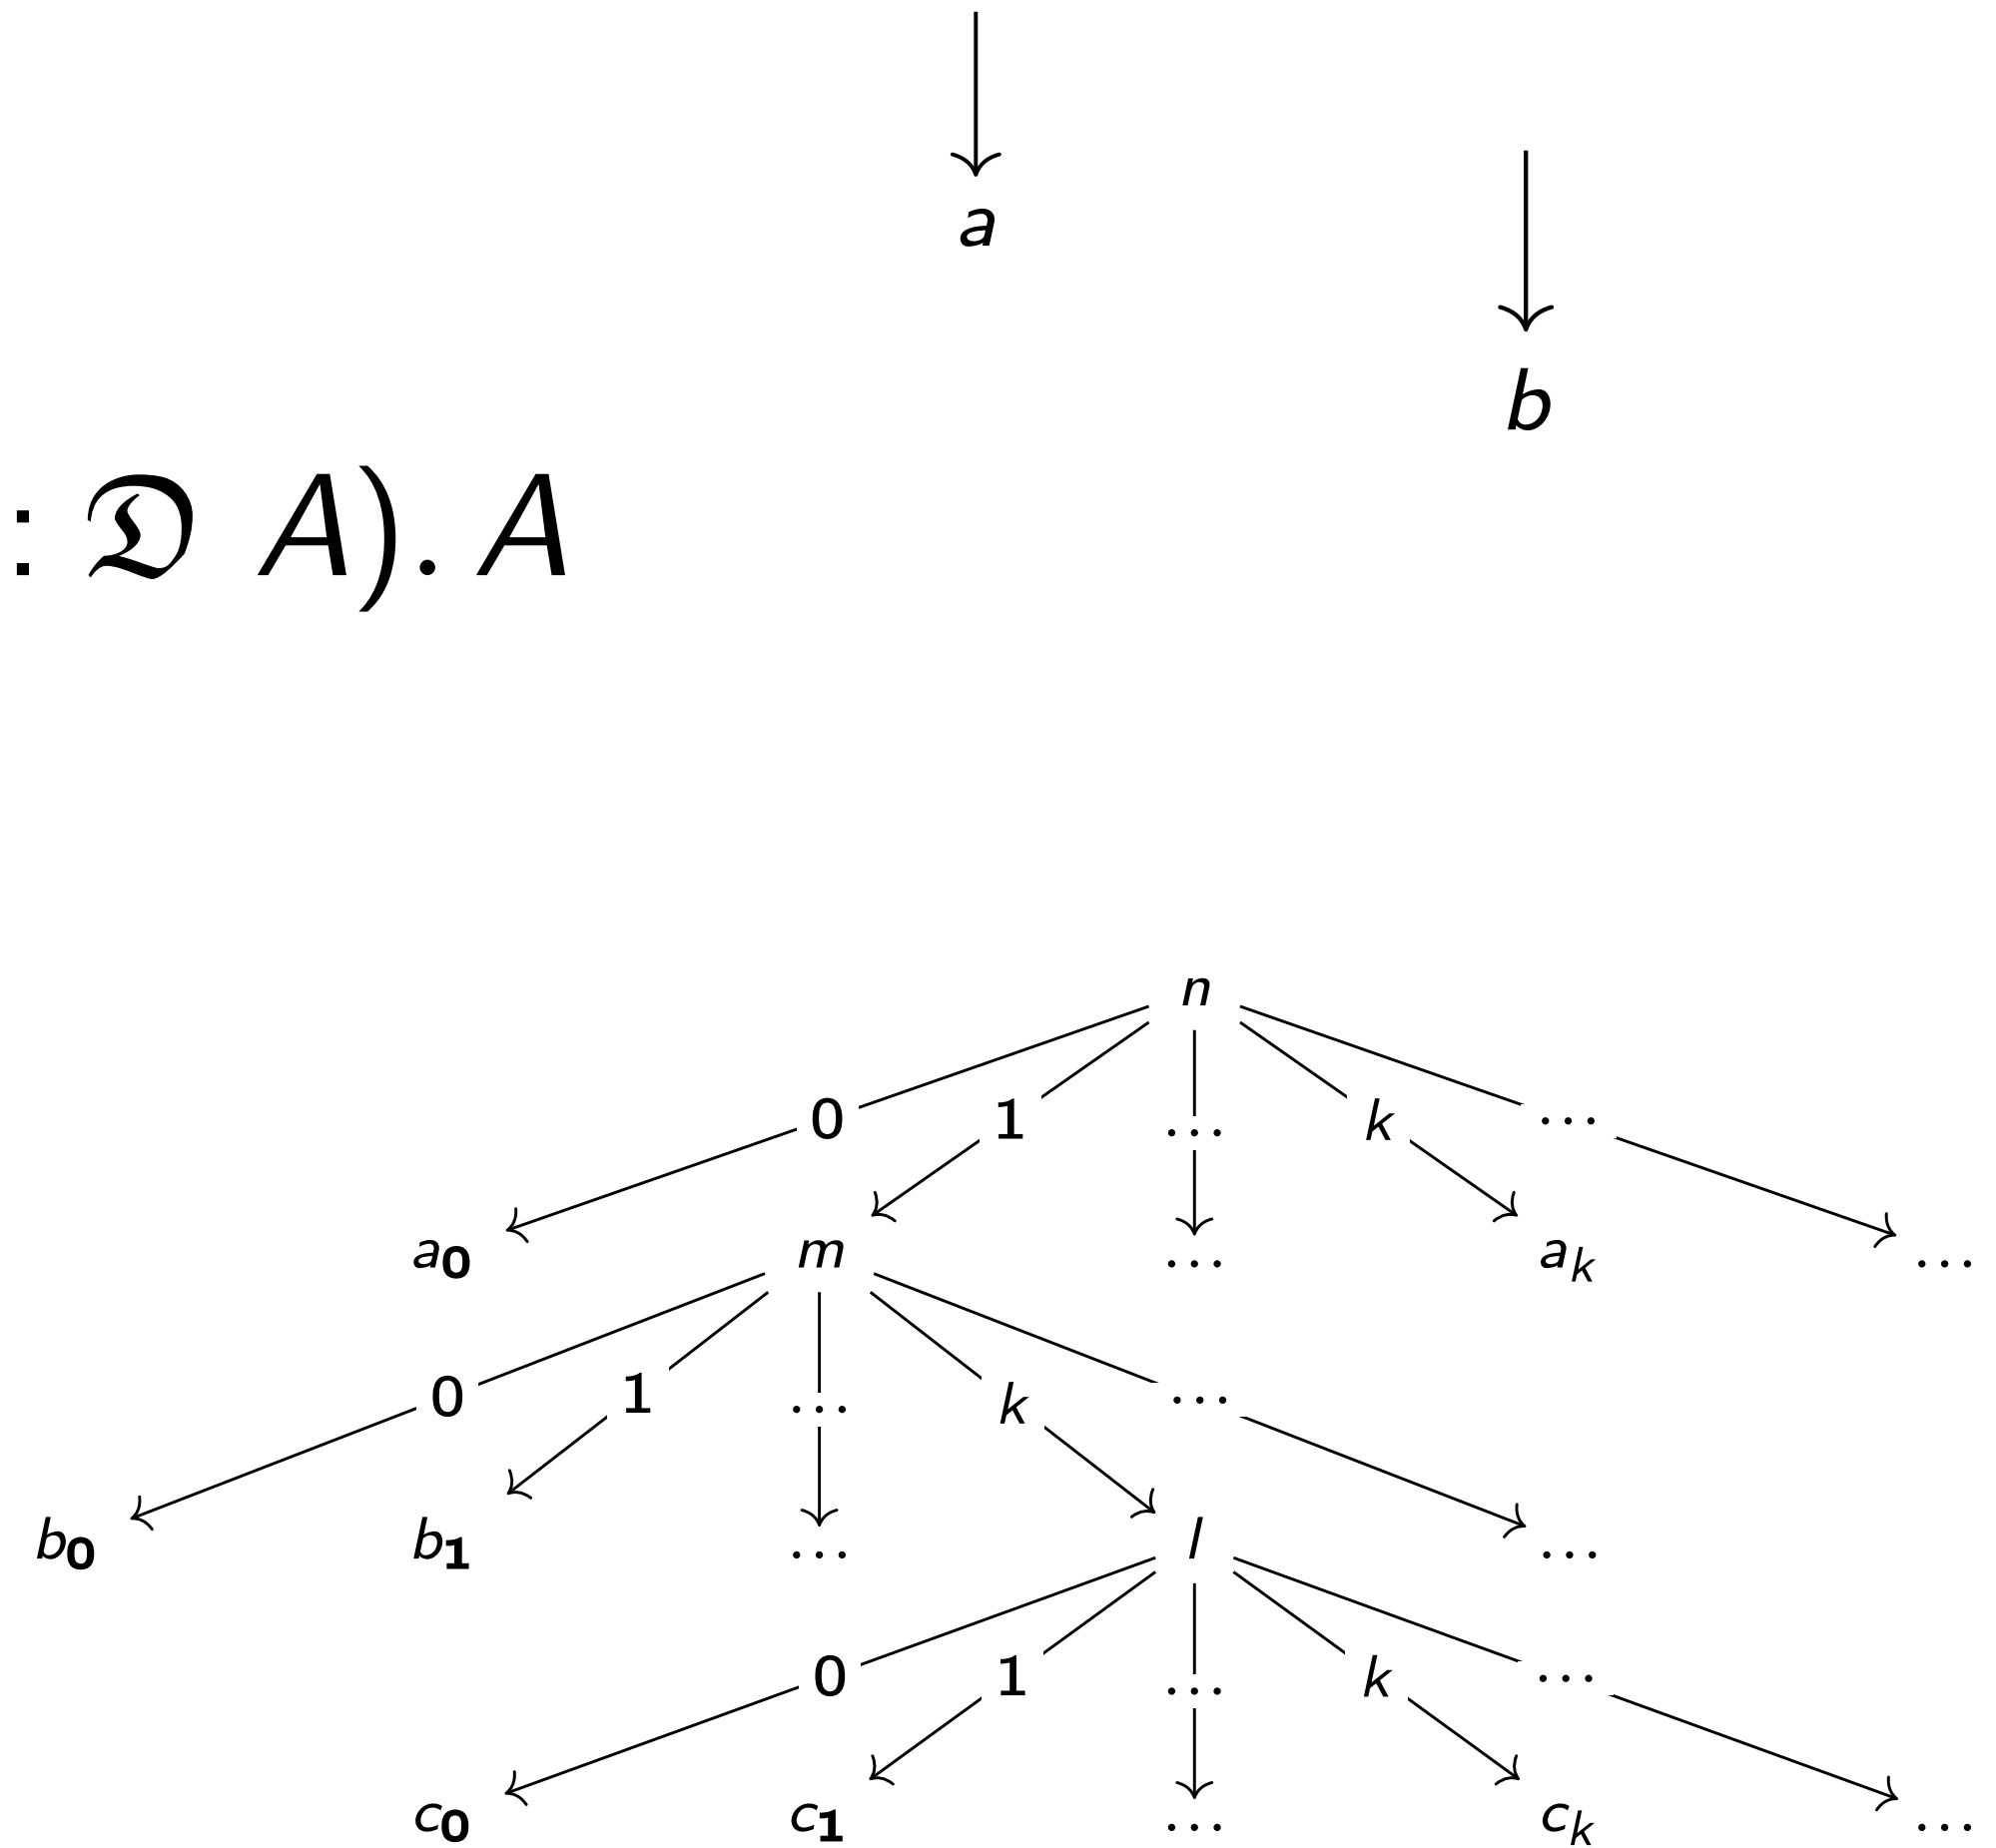 a
b
: 𝔇 A). A
n
0 1 ... k ...
a₀ m ... aₖ ...
0 1 ... k ...
b₀ b₁ ... l ...
0 1 ... k ...
c₀ c₁ ... cₖ ...